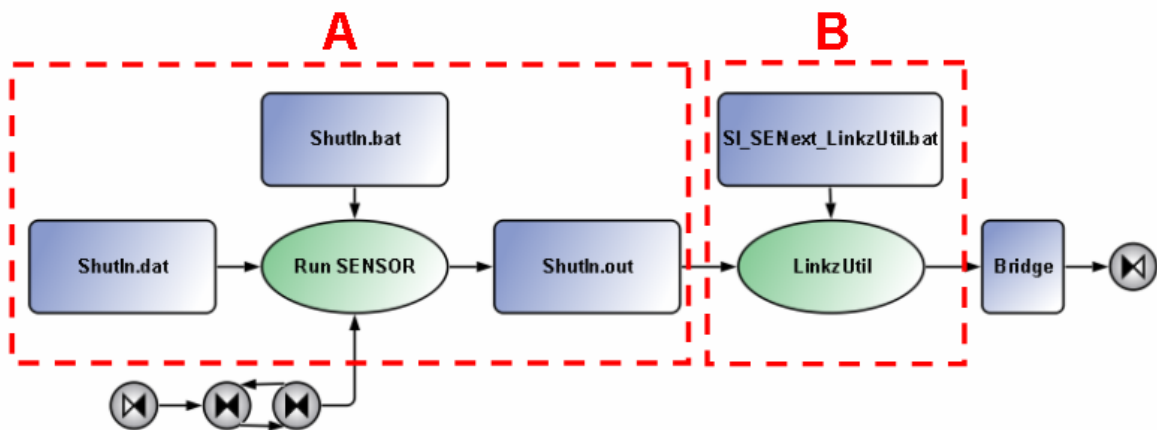 A
B
ShutIn.bat
SI_SENext_LinkzUtil.bat
ShutIn.dat
Run SENSOR
ShutIn.out
LinkzUtil
Bridge